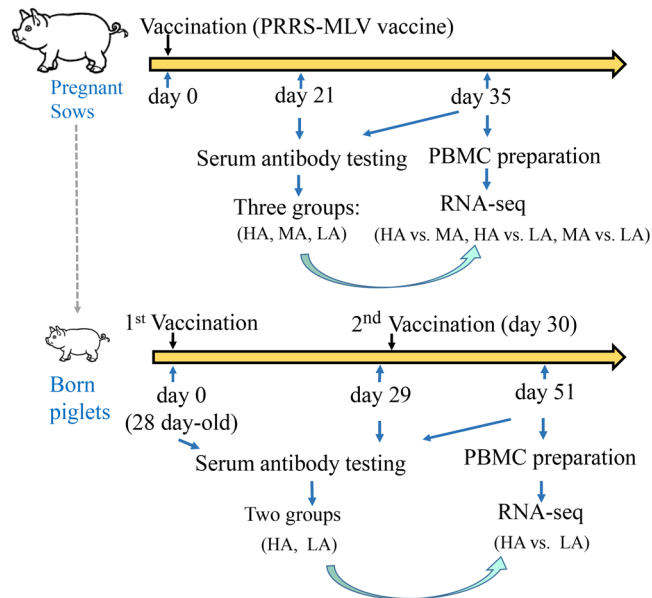 Vaccination (PRRS-MLV vaccine)
Pregnant
Sows
day 0
day 21
day 35
Serum antibody testing
PBMC preparation
Three groups:
(HA, MA, LA)
RNA-seq
(HA vs. MA, HA vs. LA, MA vs. LA)
1st Vaccination
2nd Vaccination (day 30)
Born
piglets
day 0
(28 day-old)
day 29
day 51
Serum antibody testing
PBMC preparation
Two groups
(HA, LA)
RNA-seq
(HA vs. LA)